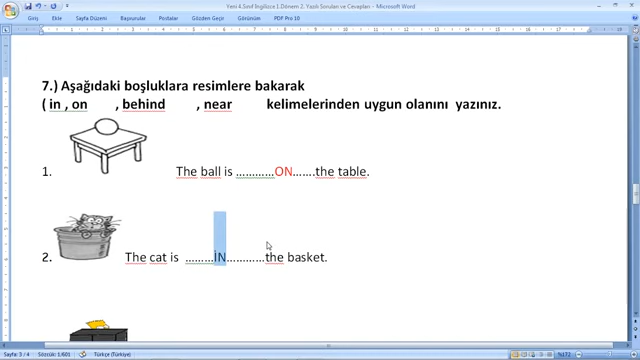 Yeni 4.Sınıf İngilizce 1.Dönem 2. Yazılı Soruları ve Cevapları - Microsoft Word
Giriş Ekle Sayfa Düzeni Başvurular Postalar Gözden Geçir Görünüm PDF Pro 10
7.) Aşağıdaki boşluklara resimlere bakarak
( in , on , behind , near kelimelerinden uygun olanını yazınız.
1. The ball is …………ON……the table.
2. The cat is ………İN…………the basket.
Sayfa: 3 / 4 Sözcük: 1/601 Türkçe (Türkiye) %172